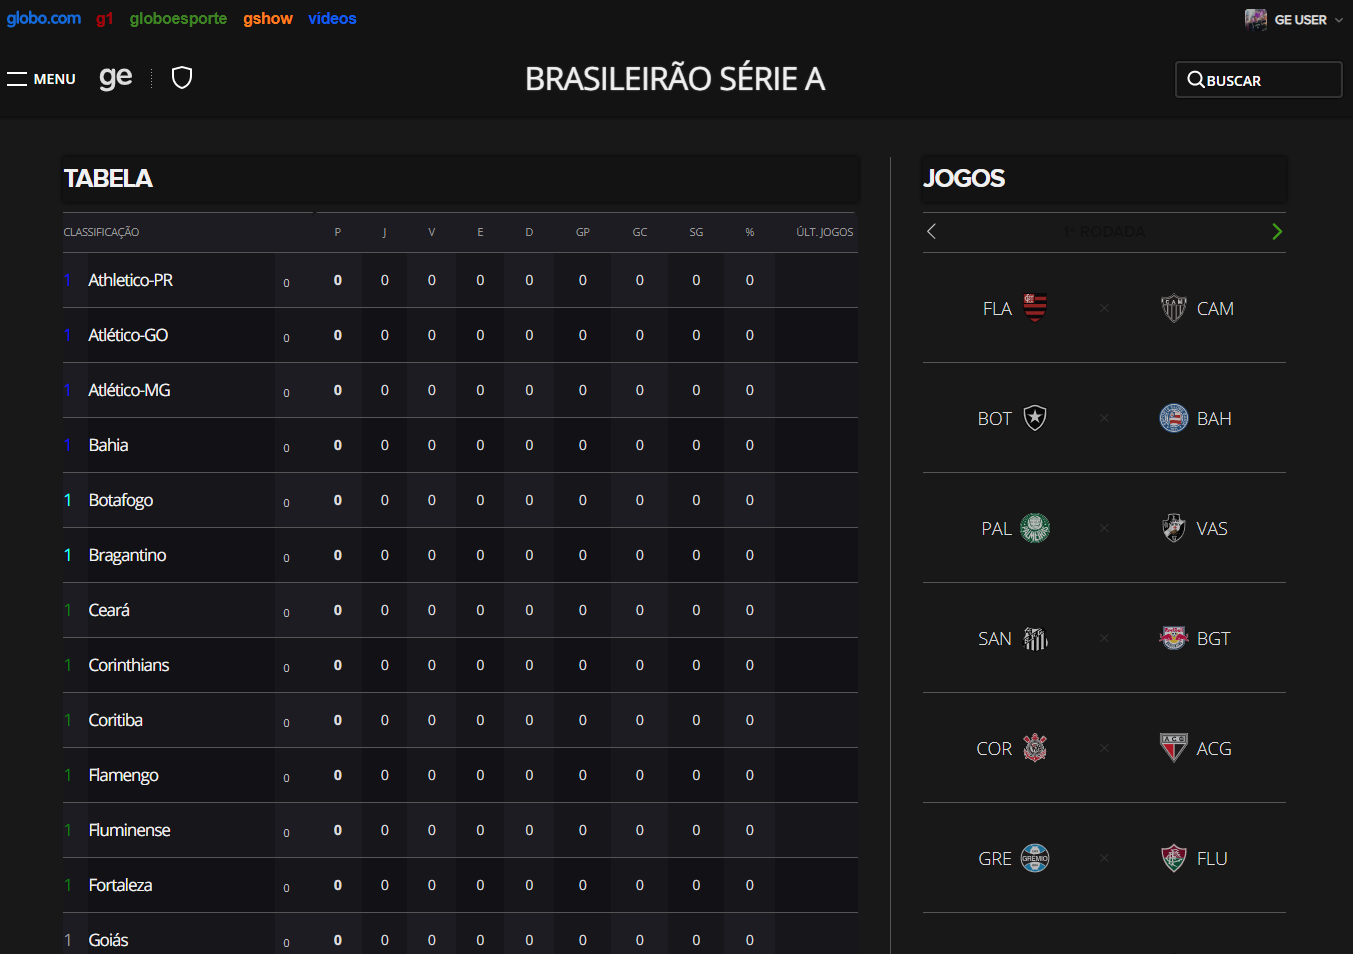 globo.com g1 globoesporte gshow vídeos GE USER
MENU ge BRASILEIRÃO SÉRIE A BUSCAR
TABELA
CLASSIFICAÇÃO P J V E D GP GC SG % ÚLT. JOGOS
1 Athletico-PR 0 0 0 0 0 0 0 0 0 0
1 Atlético-GO 0 0 0 0 0 0 0 0 0 0
1 Atlético-MG 0 0 0 0 0 0 0 0 0 0
1 Bahia 0 0 0 0 0 0 0 0 0 0
1 Botafogo 0 0 0 0 0 0 0 0 0 0
1 Bragantino 0 0 0 0 0 0 0 0 0 0
1 Ceará 0 0 0 0 0 0 0 0 0 0
1 Corinthians 0 0 0 0 0 0 0 0 0 0
1 Coritiba 0 0 0 0 0 0 0 0 0 0
1 Flamengo 0 0 0 0 0 0 0 0 0 0
1 Fluminense 0 0 0 0 0 0 0 0 0 0
1 Fortaleza 0 0 0 0 0 0 0 0 0 0
1 Goiás 0 0 0 0 0 0 0 0 0 0
JOGOS
1ª RODADA
FLA × CAM
BOT × BAH
PAL × VAS
SAN × BGT
COR × ACG
GRE × FLU